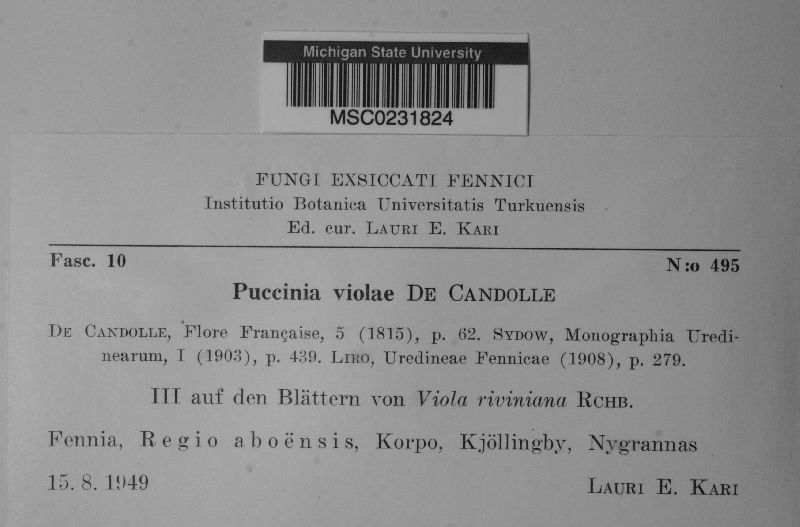 Michigan State University
MSC0231824
FUNGI EXSICCATI FENNICI
Institutio Botanica Universitatis Turkuensis
Ed. cur. LAURI E. KARI
Fasc. 10 N:o 495
Puccinia violae DE CANDOLLE
DE CANDOLLE, Flore Française, 5 (1815), p. 62. SYDOW, Monographia Uredi-
nearum, I (1903), p. 439. LIRO, Uredineae Fennicae (1908), p. 279.
III auf den Blättern von Viola riviniana RCHB.
Fennia, Regio aboënsis, Korpo, Kjöllingby, Nygrannas
15. 8. 1949 LAURI E. KARI